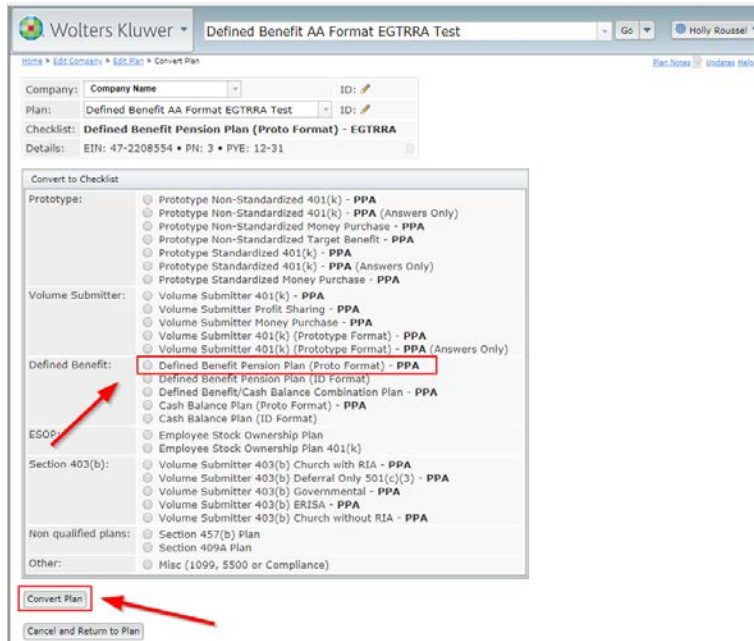 Wolters Kluwer
Defined Benefit AA Format EGTRRA Test
Go
Holly Roussel
Home > Edit Company > Edit Plan > Convert Plan
Plan Notes Updates Help
Company: Company Name ID:
Plan: Defined Benefit AA Format EGTRRA Test ID:
Checklist: Defined Benefit Pension Plan (Proto Format) - EGTRRA
Details: EIN: 47-2208554 • PN: 3 • PYE: 12-31
Convert to Checklist
Prototype: Prototype Non-Standardized 401(k) - PPA
Prototype Non-Standardized 401(k) - PPA (Answers Only)
Prototype Non-Standardized Money Purchase - PPA
Prototype Non-Standardized Target Benefit - PPA
Prototype Standardized 401(k) - PPA
Prototype Standardized 401(k) - PPA (Answers Only)
Prototype Standardized Money Purchase - PPA
Volume Submitter: Volume Submitter 401(k) - PPA
Volume Submitter Profit Sharing - PPA
Volume Submitter Money Purchase - PPA
Volume Submitter 401(k) (Prototype Format) - PPA
Volume Submitter 401(k) (Prototype Format) - PPA (Answers Only)
Defined Benefit: Defined Benefit Pension Plan (Proto Format) - PPA
Defined Benefit Pension Plan (ID Format)
Defined Benefit/Cash Balance Combination Plan - PPA
Cash Balance Plan (Proto Format) - PPA
Cash Balance Plan (ID Format)
ESOP: Employee Stock Ownership Plan
Employee Stock Ownership Plan 401(k)
Section 403(b): Volume Submitter 403(b) Church with RIA - PPA
Volume Submitter 403(b) Deferral Only 501(c)(3) - PPA
Volume Submitter 403(b) Governmental - PPA
Volume Submitter 403(b) ERISA - PPA
Volume Submitter 403(b) Church without RIA - PPA
Non qualified plans: Section 457(b) Plan
Section 409A Plan
Other: Misc (1099, 5500 or Compliance)
Convert Plan
Cancel and Return to Plan